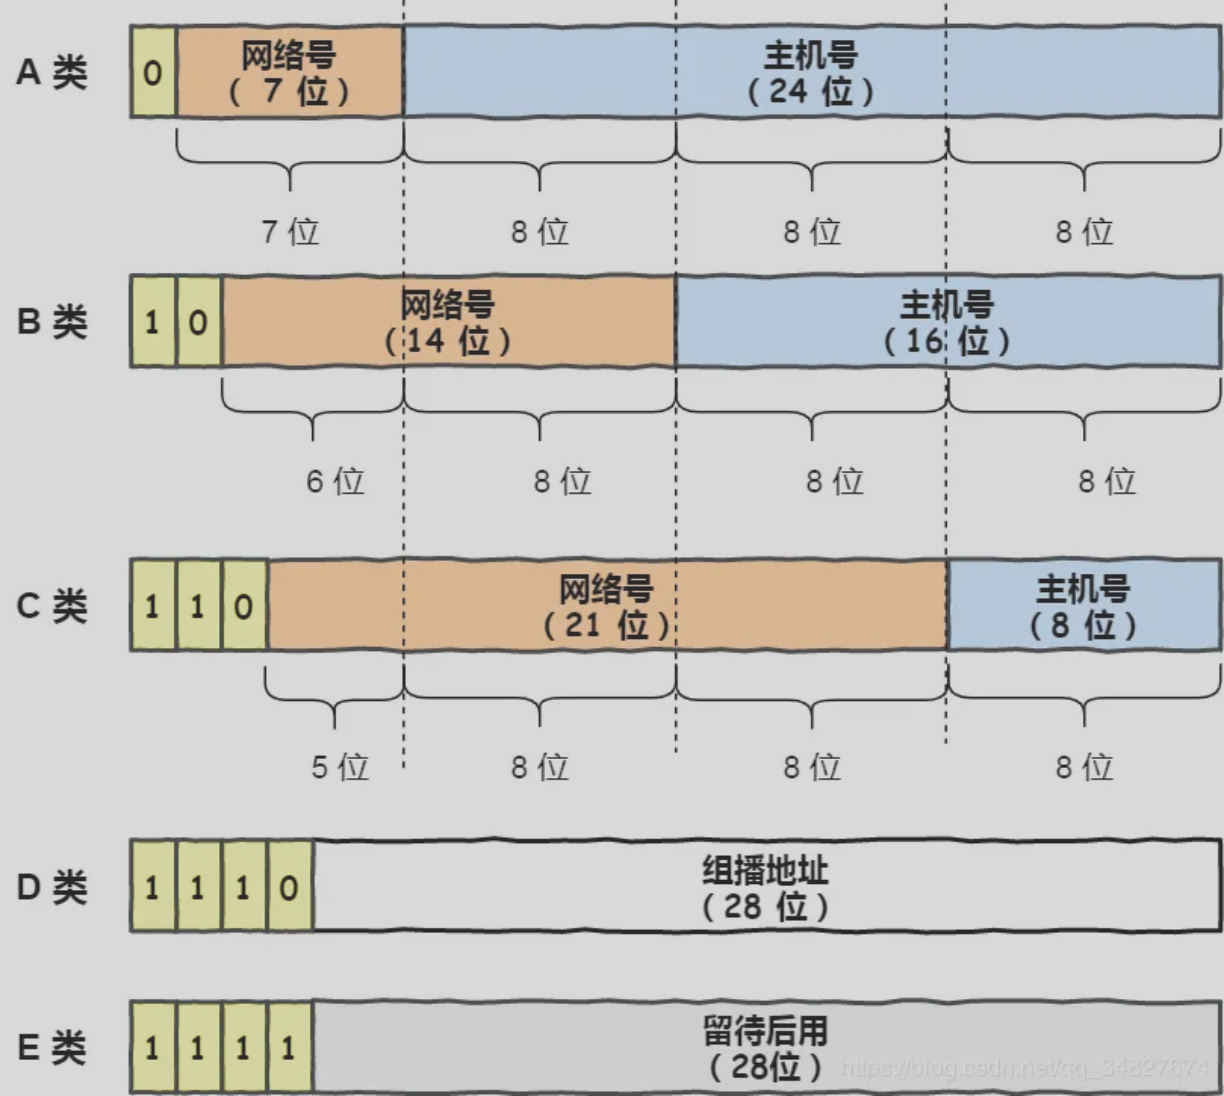 A 类
0
网络号
( 7 位 )
主机号
(24 位)
7 位
8 位
8 位
8 位
B 类
1 0
网络号
(14 位)
主机号
(16 位)
6 位
8 位
8 位
8 位
C 类
1 1 0
网络号
(21 位)
主机号
(8 位)
5 位
8 位
8 位
8 位
D 类
1 1 1 0
组播地址
(28 位)
E 类
1 1 1 1
留待后用
(28位)
https://blog.csdn.net/qq_34827674